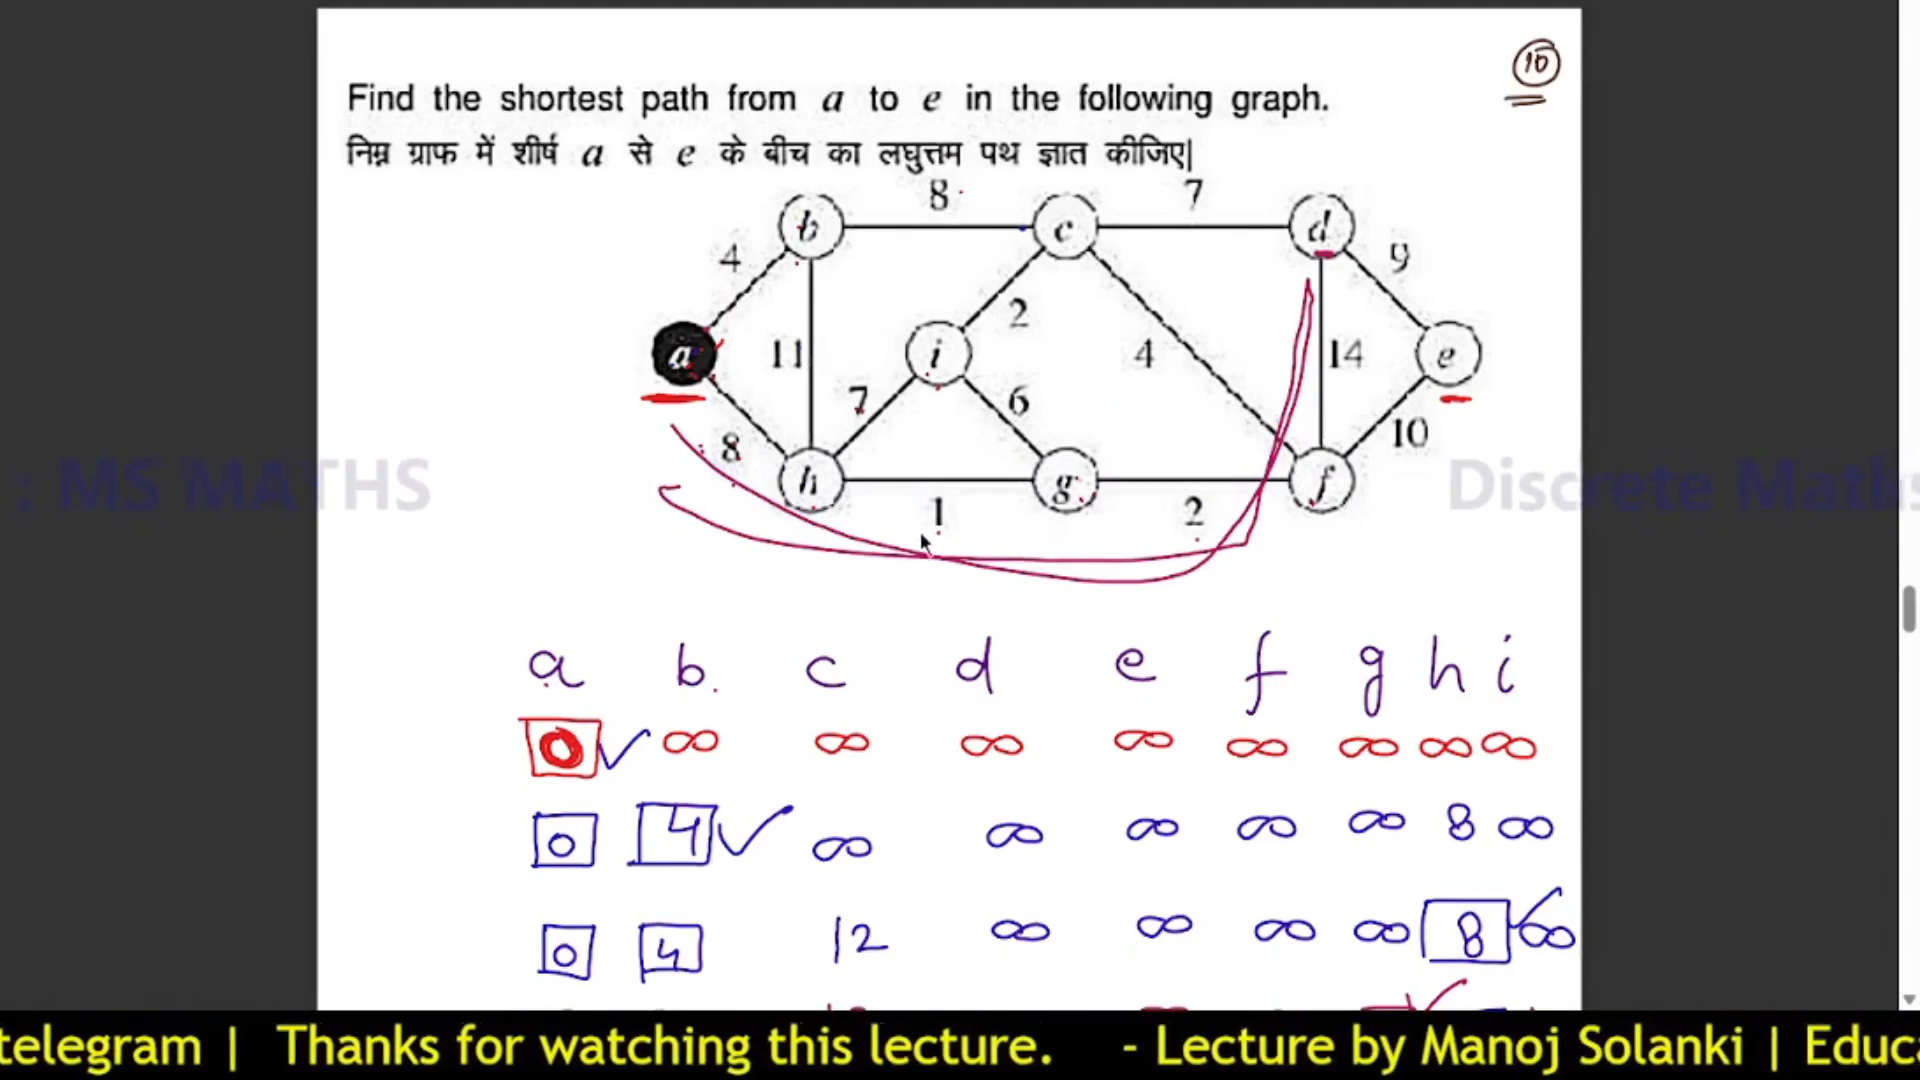 10
Find the shortest path from a to e in the following graph.
निम्न ग्राफ में शीर्ष a से e के बीच का लघुत्तम पथ ज्ञात कीजिए|
8 7
b c d
4 9
2
a 11 i 4 14 e
7 6
8 10
h g f
1 2
: MS MATHS
Discrete Maths
a b c d e f g h i
0 ∞ ∞ ∞ ∞ ∞ ∞ ∞ ∞
0 4 ∞ ∞ ∞ ∞ ∞ 8 ∞
0 4 12 ∞ ∞ ∞ ∞ 8 ∞
telegram | Thanks for watching this lecture. - Lecture by Manoj Solanki | Educa